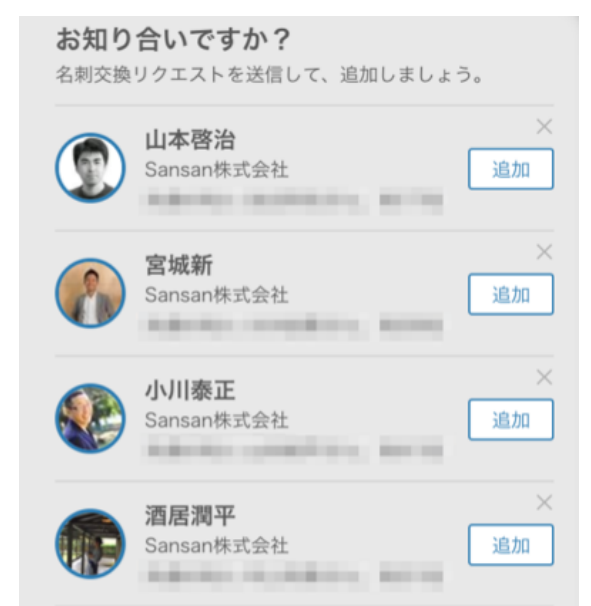 お知り合いですか？
名刺交換リクエストを送信して、追加しましょう。
山本啓治
Sansan株式会社
追加
宮城新
Sansan株式会社
追加
小川泰正
Sansan株式会社
追加
酒居潤平
Sansan株式会社
追加